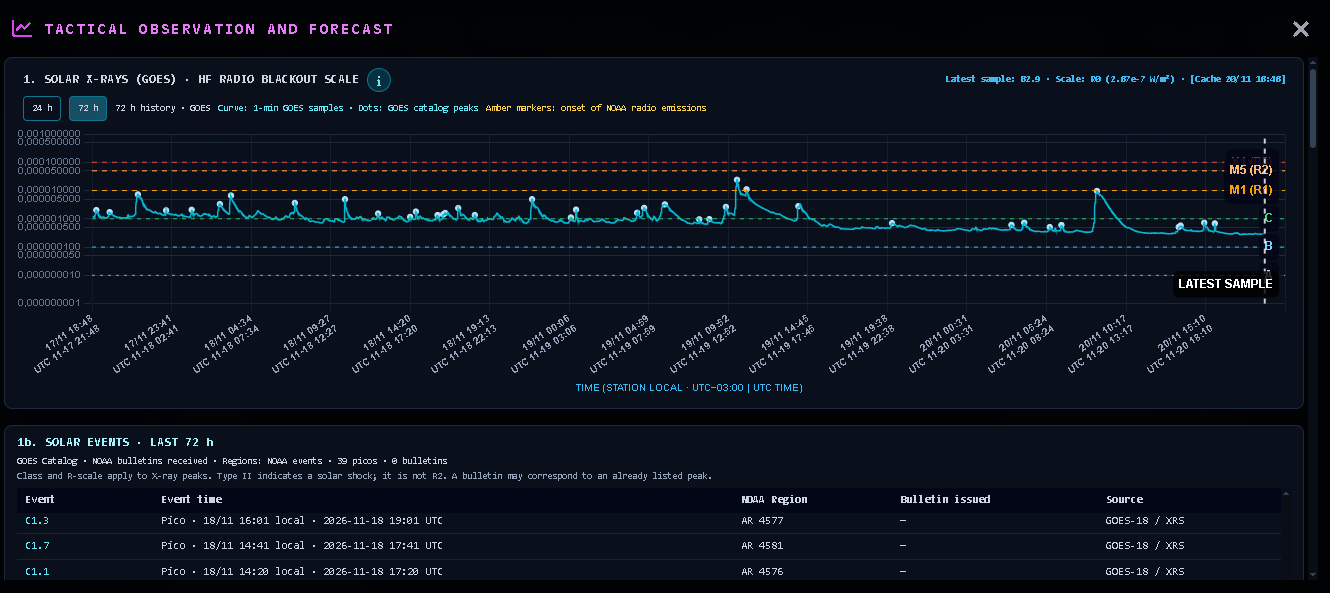 TACTICAL OBSERVATION AND FORECAST
1. SOLAR X-RAYS (GOES) · HF RADIO BLACKOUT SCALE
i
Latest sample: B2.9 · Scale: R0 (2.87e-7 W/m²) · [Cache 20/11 18:48]
24 h
72 h
72 h history · GOES Curve: 1-min GOES samples · Dots: GOES catalog peaks Amber markers: onset of NOAA radio emissions
0,001000000
0,000500000
0,000100000
0,000050000
0,000010000
0,000005000
0,000001000
0,000000500
0,000000100
0,000000050
0,000000010
0,000000001
M5 (R2)
M1 (R1)
C
B
A
LATEST SAMPLE
17/11 18:48
UTC 11-17 21:48
17/11 23:41
UTC 11-18 02:41
18/11 04:34
UTC 11-18 07:34
18/11 09:27
UTC 11-18 12:27
18/11 14:20
UTC 11-18 17:20
18/11 19:13
UTC 11-18 22:13
19/11 00:06
UTC 11-19 03:06
19/11 04:59
UTC 11-19 07:59
19/11 09:52
UTC 11-19 12:52
19/11 14:45
UTC 11-19 17:45
19/11 19:38
UTC 11-19 22:38
20/11 00:31
UTC 11-20 03:31
20/11 05:24
UTC 11-20 08:24
20/11 10:17
UTC 11-20 13:17
20/11 15:10
UTC 11-20 18:10
TIME (STATION LOCAL · UTC-03:00 | UTC TIME)
1b. SOLAR EVENTS · LAST 72 h
GOES Catalog · NOAA bulletins received · Regions: NOAA events · 39 picos · 0 bulletins
Class and R-scale apply to X-ray peaks. Type II indicates a solar shock; it is not R2. A bulletin may correspond to an already listed peak.
Event Event time NOAA Region Bulletin issued Source
C1.3 Pico · 18/11 16:01 local · 2026-11-18 19:01 UTC AR 4577 — GOES-18 / XRS
C1.7 Pico · 18/11 14:41 local · 2026-11-18 17:41 UTC AR 4581 — GOES-18 / XRS
C1.1 Pico · 18/11 14:20 local · 2026-11-18 17:20 UTC AR 4576 — GOES-18 / XRS